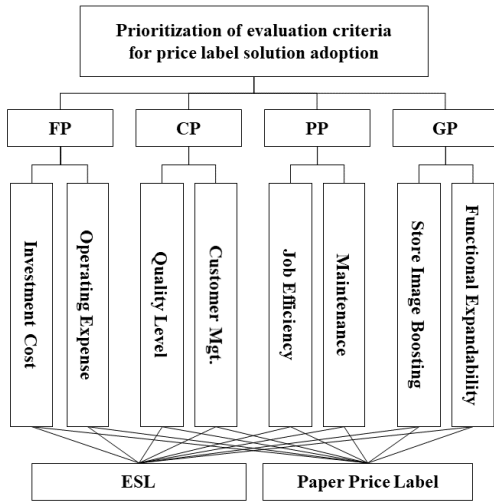 Prioritization of evaluation criteria
for price label solution adoption
FP
CP
PP
GP
Investment Cost
Operating Expense
Quality Level
Customer Mgt.
Job Efficiency
Maintenance
Store Image Boosting
Functional Expandability
ESL
Paper Price Label